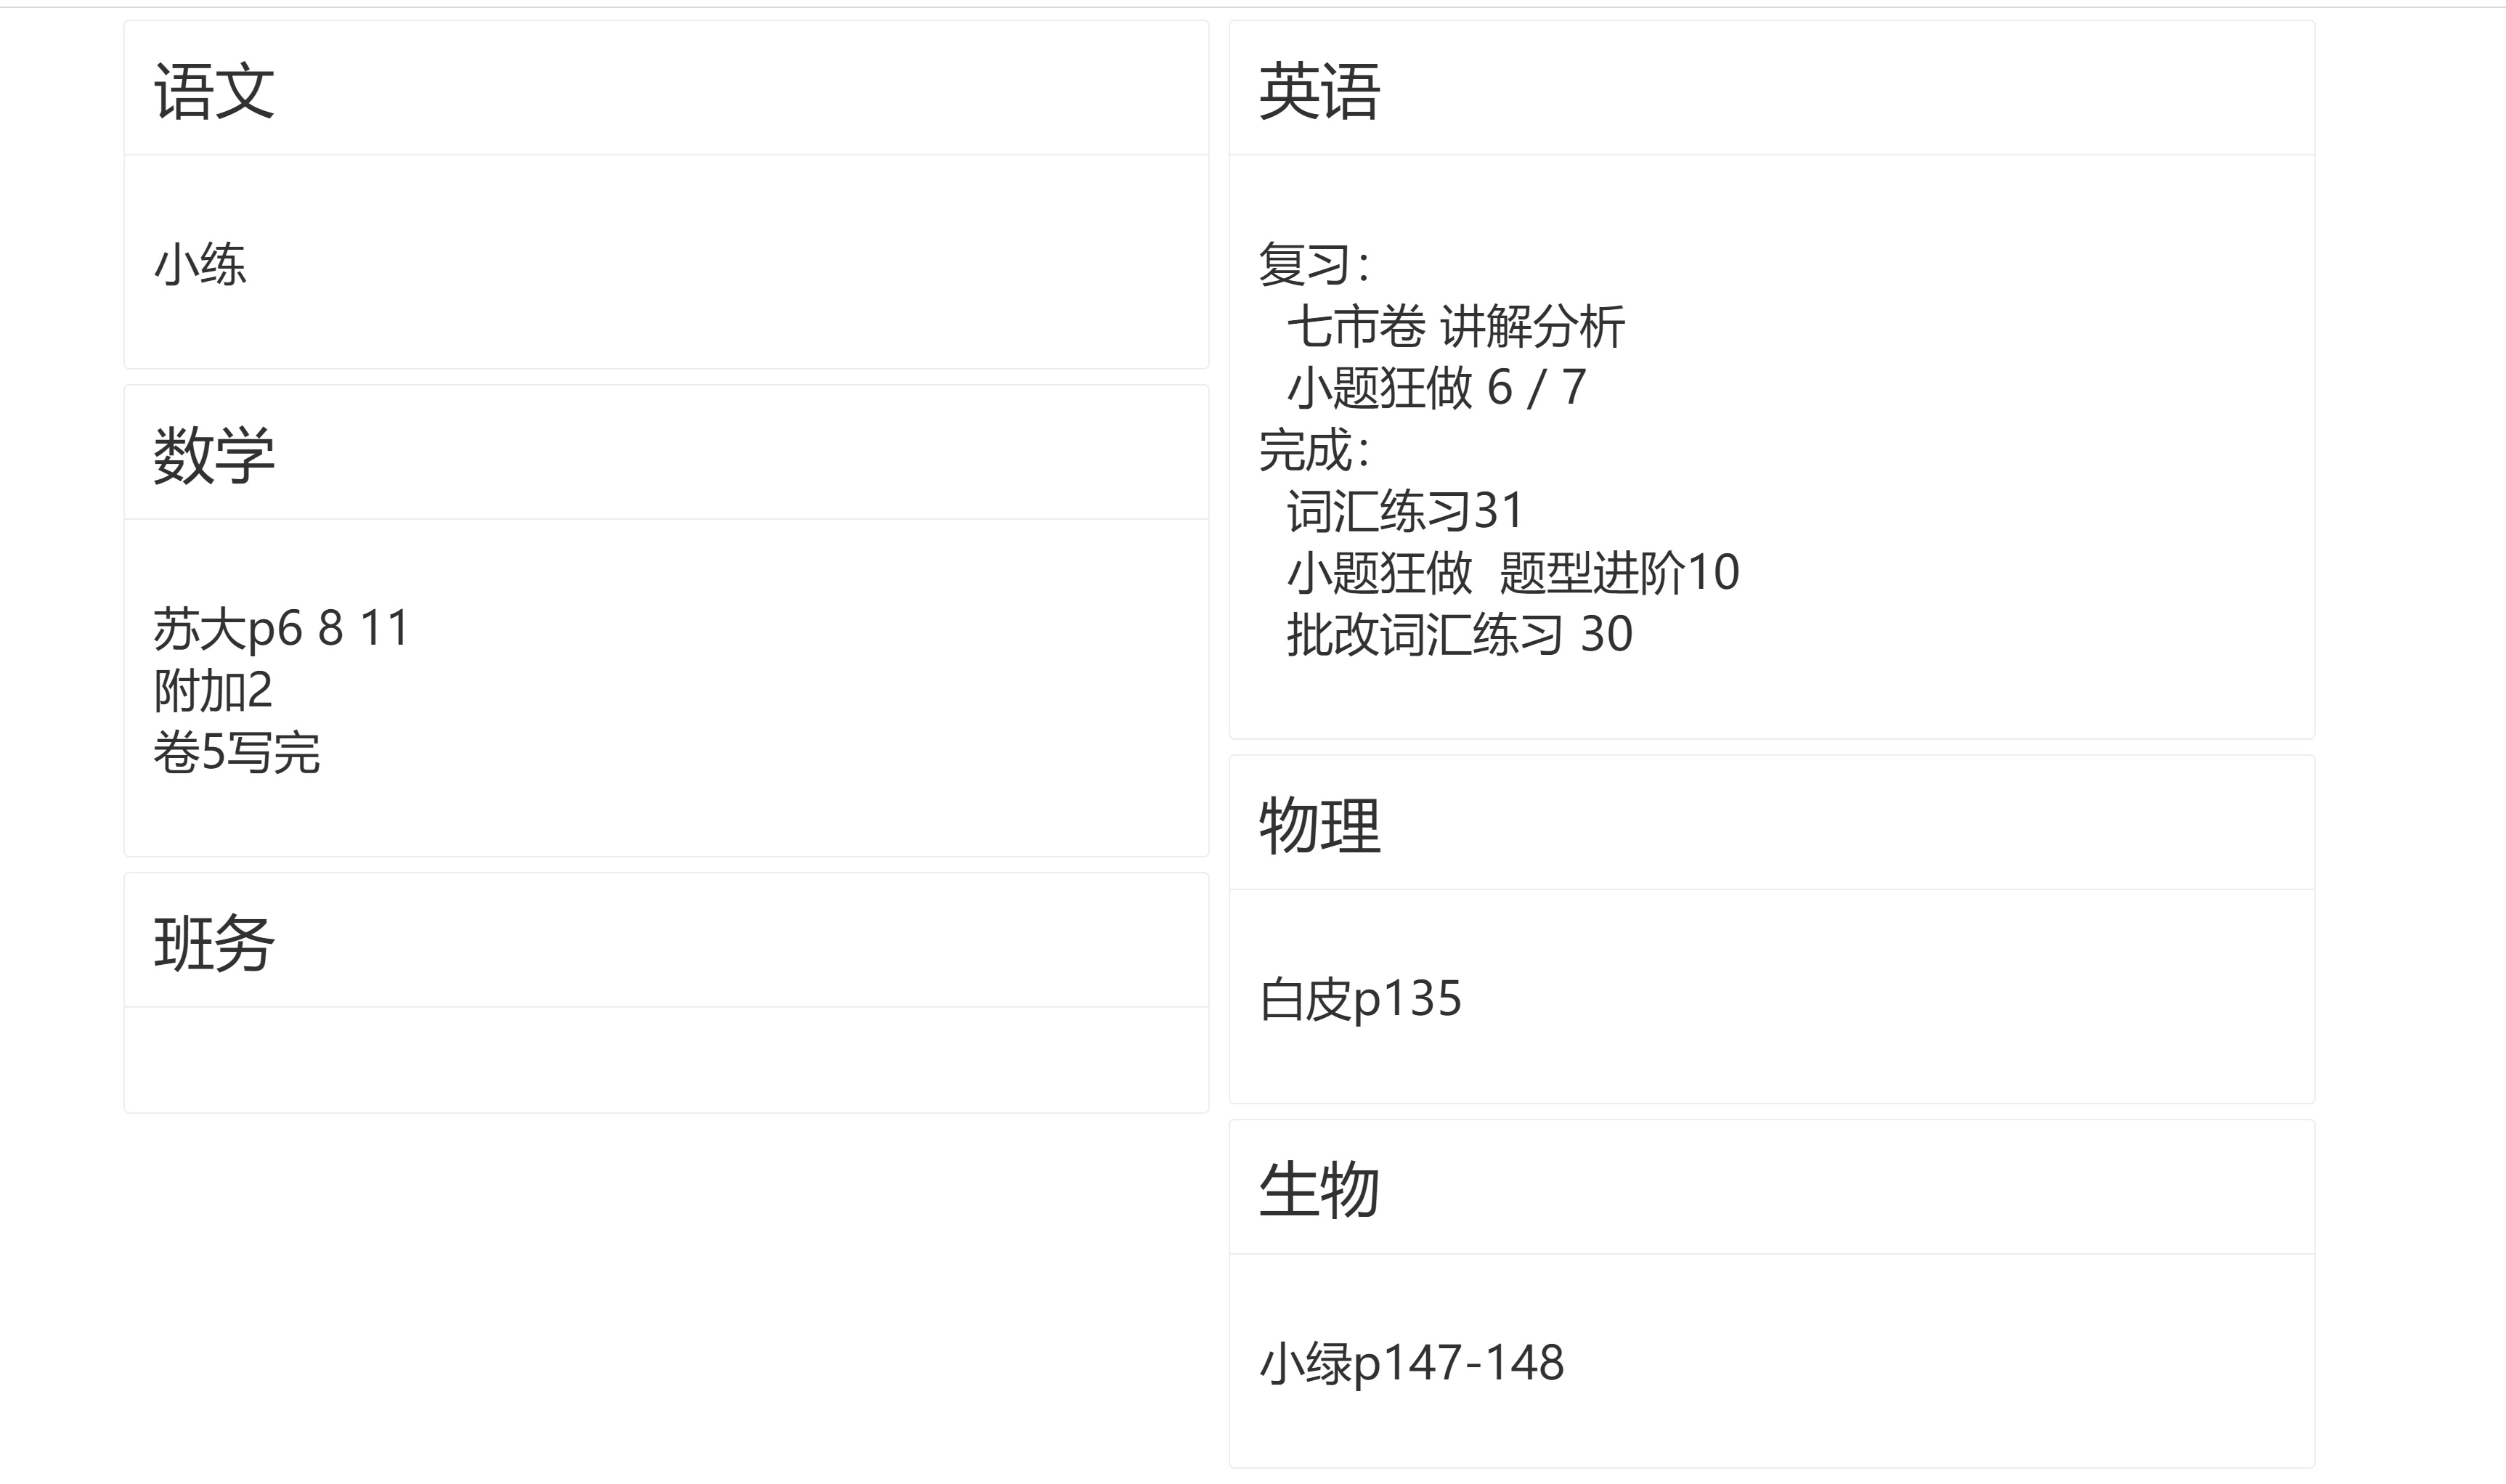 语文
小练
数学
苏大p6 8 11
附加2
卷5写完
班务
英语
复习：
七市卷 讲解分析
小题狂做 6 / 7
完成：
词汇练习31
小题狂做  题型进阶10
批改词汇练习 30
物理
白皮p135
生物
小绿p147-148